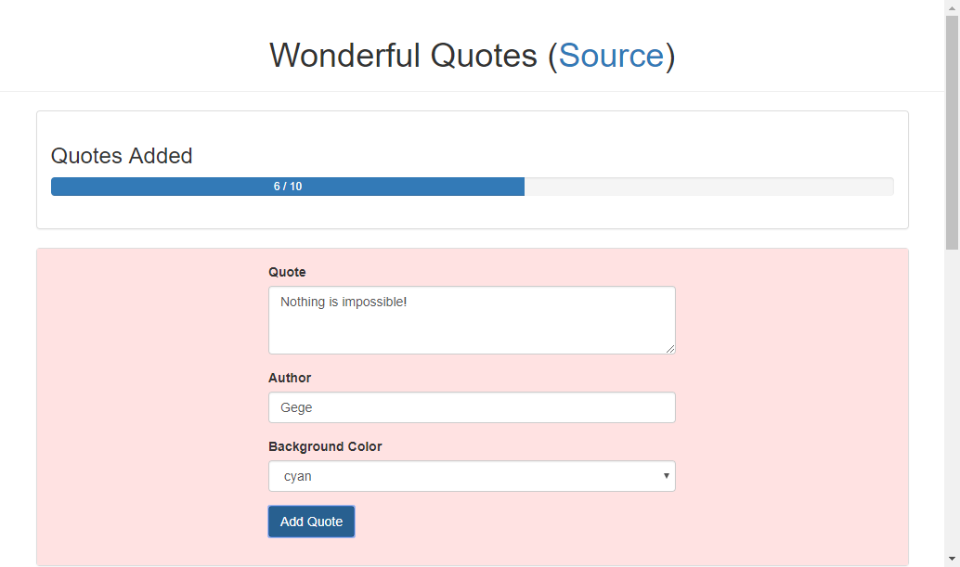 Wonderful Quotes (Source)
Quotes Added
6 / 10
Quote
Nothing is impossible!
Author
Gege
Background Color
cyan
Add Quote